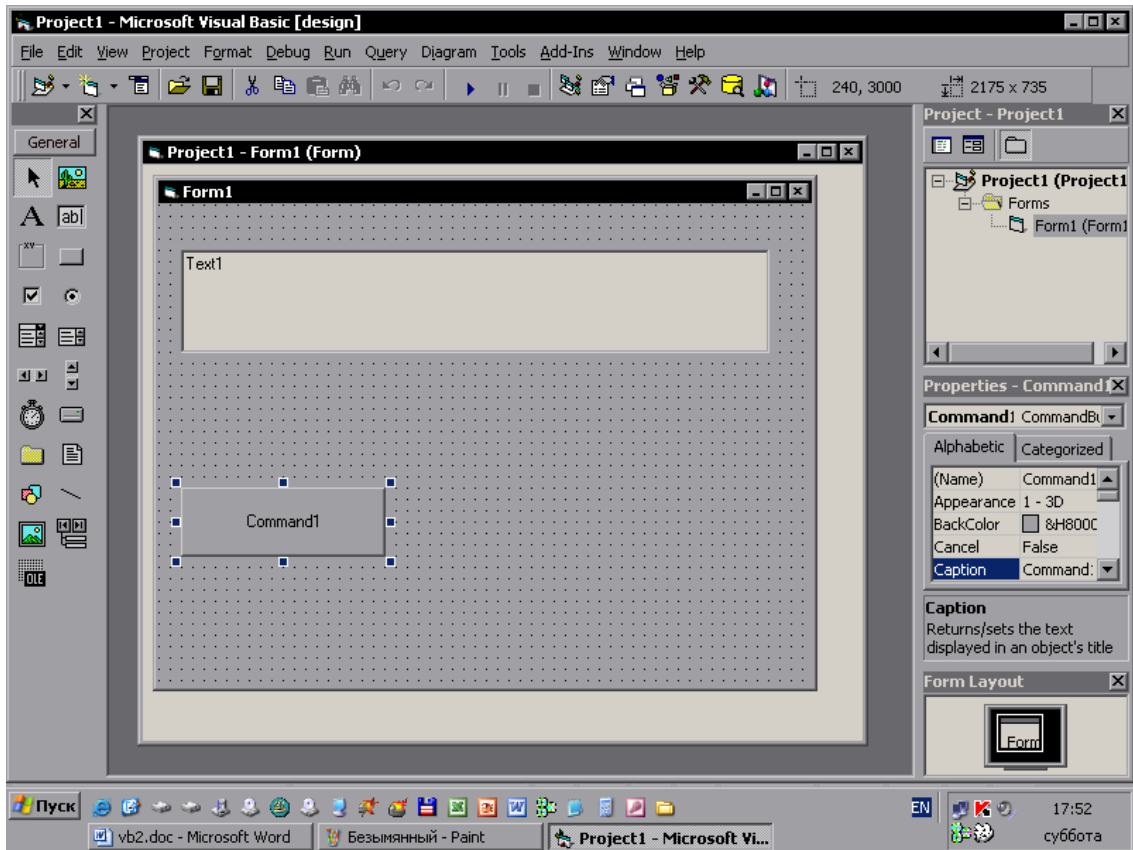 Project1 - Microsoft Visual Basic [design]
File Edit View Project Format Debug Run Query Diagram Tools Add-Ins Window Help
240, 3000 2175 x 735
General
Project1 - Form1 (Form)
Form1
Text1
Command1
A ab|
XY
OLE
Project - Project1
Project1 (Project1
Forms
Form1 (Form1
Properties - Command1
Command1 CommandBu
Alphabetic Categorized
(Name) Command1
Appearance 1 - 3D
BackColor &H800C
Cancel False
Caption Command:
Caption
Returns/sets the text
displayed in an object's title
Form Layout
Form
Пуск EN 17:52
vb2.doc - Microsoft Word Безымянный - Paint Project1 - Microsoft Vi... суббота